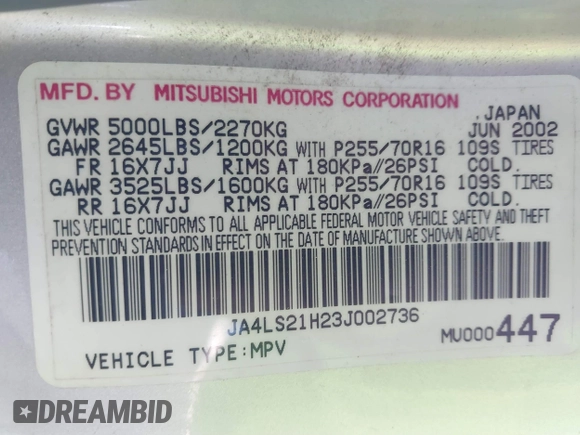 MFD. BY MITSUBISHI MOTORS CORPORATION
JAPAN
GVWR 5000LBS/2270KG JUN 2002
GAWR 2645LBS/1200KG WITH P255/70R16 109S TIRES
FR 16X7JJ RIMS AT 180KPa//26PSI COLD.
GAWR 3525LBS/1600KG WITH P255/70R16 109S TIRES
RR 16X7JJ RIMS AT 180KPa//26PSI COLD.
THIS VEHICLE CONFORMS TO ALL APPLICABLE FEDERAL MOTOR VEHICLE SAFETY AND THEFT
PREVENTION STANDARDS IN EFFECT ON THE DATE OF MANUFACTURE SHOWN ABOVE.
JA4LS21H23J002736
MU000447
VEHICLE TYPE:MPV
DREAMBID